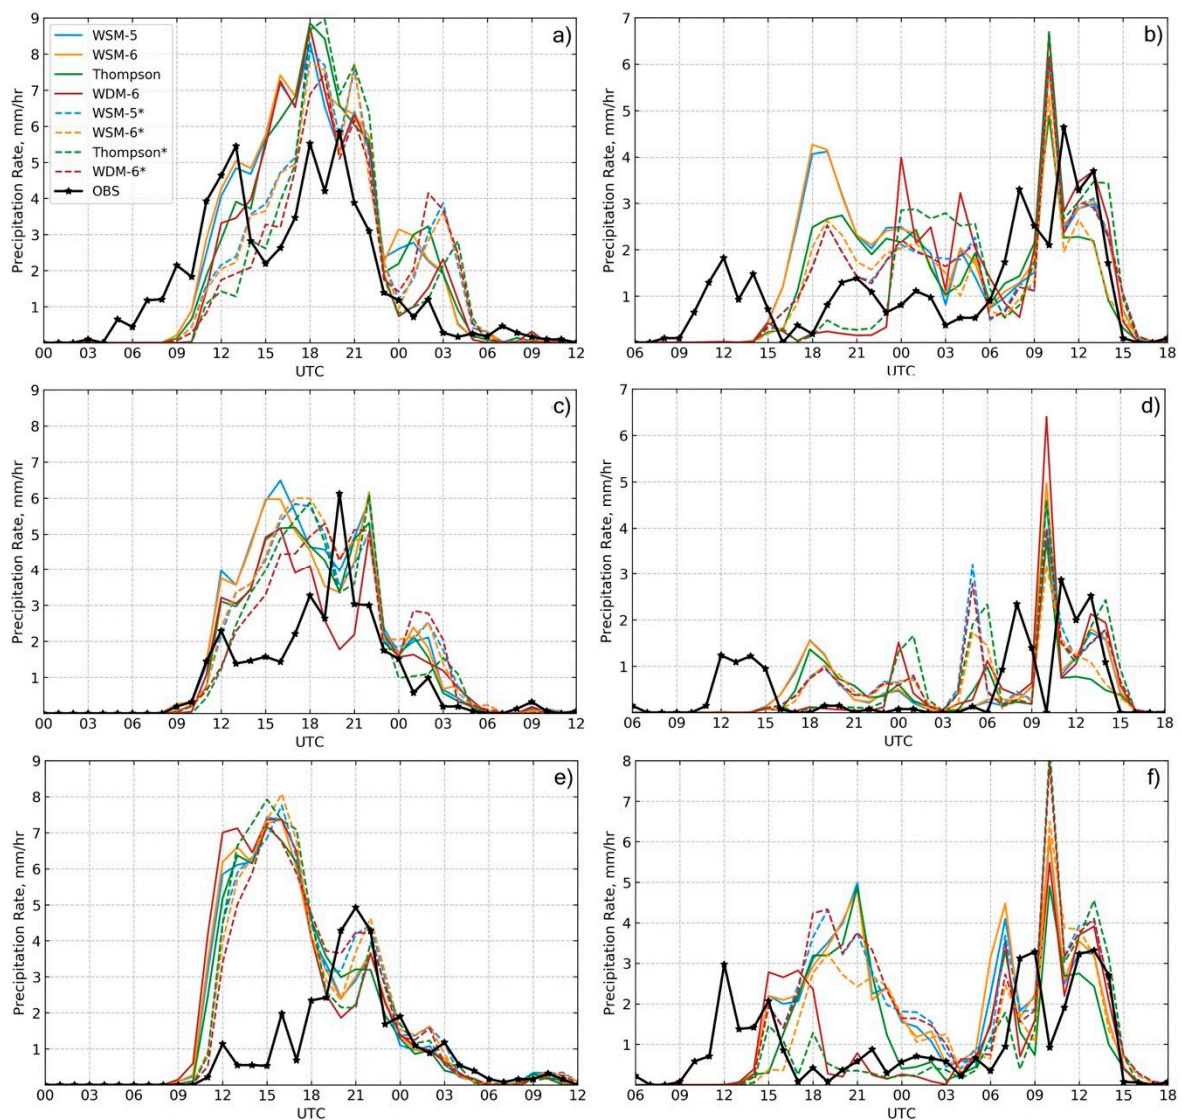 a)
9
8
7
6
5
4
3
2
1
Precipitation Rate, mm/hr
WSM-5
WSM-6
Thompson
WDM-6
WSM-5*
WSM-6*
Thompson*
WDM-6*
OBS
00 03 06 09 12 15 18 21 00 03 06 09 12
UTC
b)
7
6
5
4
3
2
1
Precipitation Rate, mm/hr
06 09 12 15 18 21 00 03 06 09 12 15 18
UTC
c)
9
8
7
6
5
4
3
2
1
Precipitation Rate, mm/hr
00 03 06 09 12 15 18 21 00 03 06 09 12
UTC
d)
7
6
5
4
3
2
1
Precipitation Rate, mm/hr
06 09 12 15 18 21 00 03 06 09 12 15 18
UTC
e)
9
8
7
6
5
4
3
2
1
Precipitation Rate, mm/hr
00 03 06 09 12 15 18 21 00 03 06 09 12
UTC
f)
8
7
6
5
4
3
2
1
Precipitation Rate, mm/hr
06 09 12 15 18 21 00 03 06 09 12 15 18
UTC